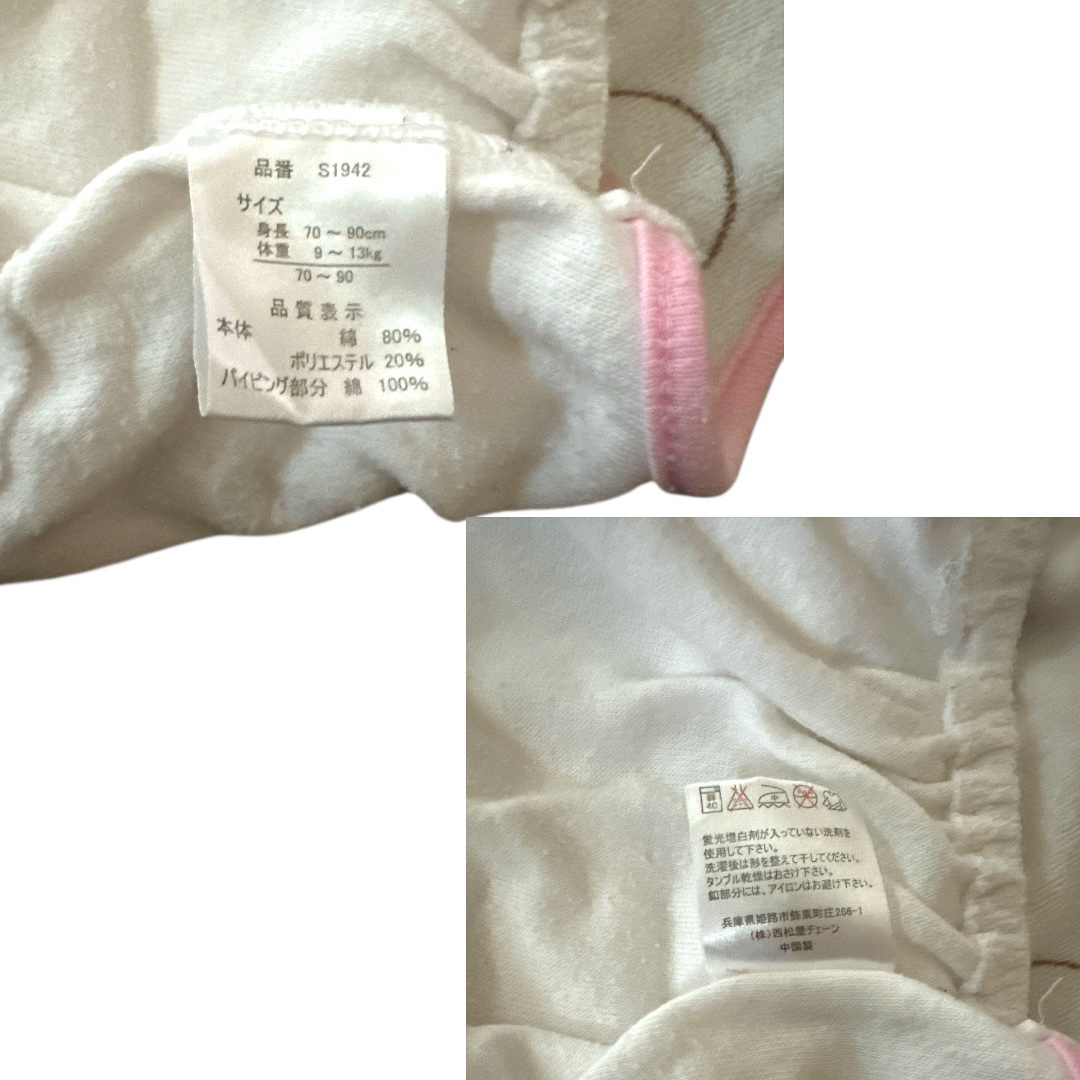 品番 S1942
サイズ
身長 70～90cm
体重 9～13kg
70～90
品質表示
本体 綿 80%
ポリエステル 20%
パイピング部分 綿 100%
40 中
蛍光増白剤が入っていない洗剤を
使用して下さい。
洗濯後は形を整えて干してください。
タンブル乾燥はおさけ下さい。
釦部分には、アイロンはお避け下さい。
兵庫県姫路市飾東町庄266-1
(株)西松屋チェーン
中国製